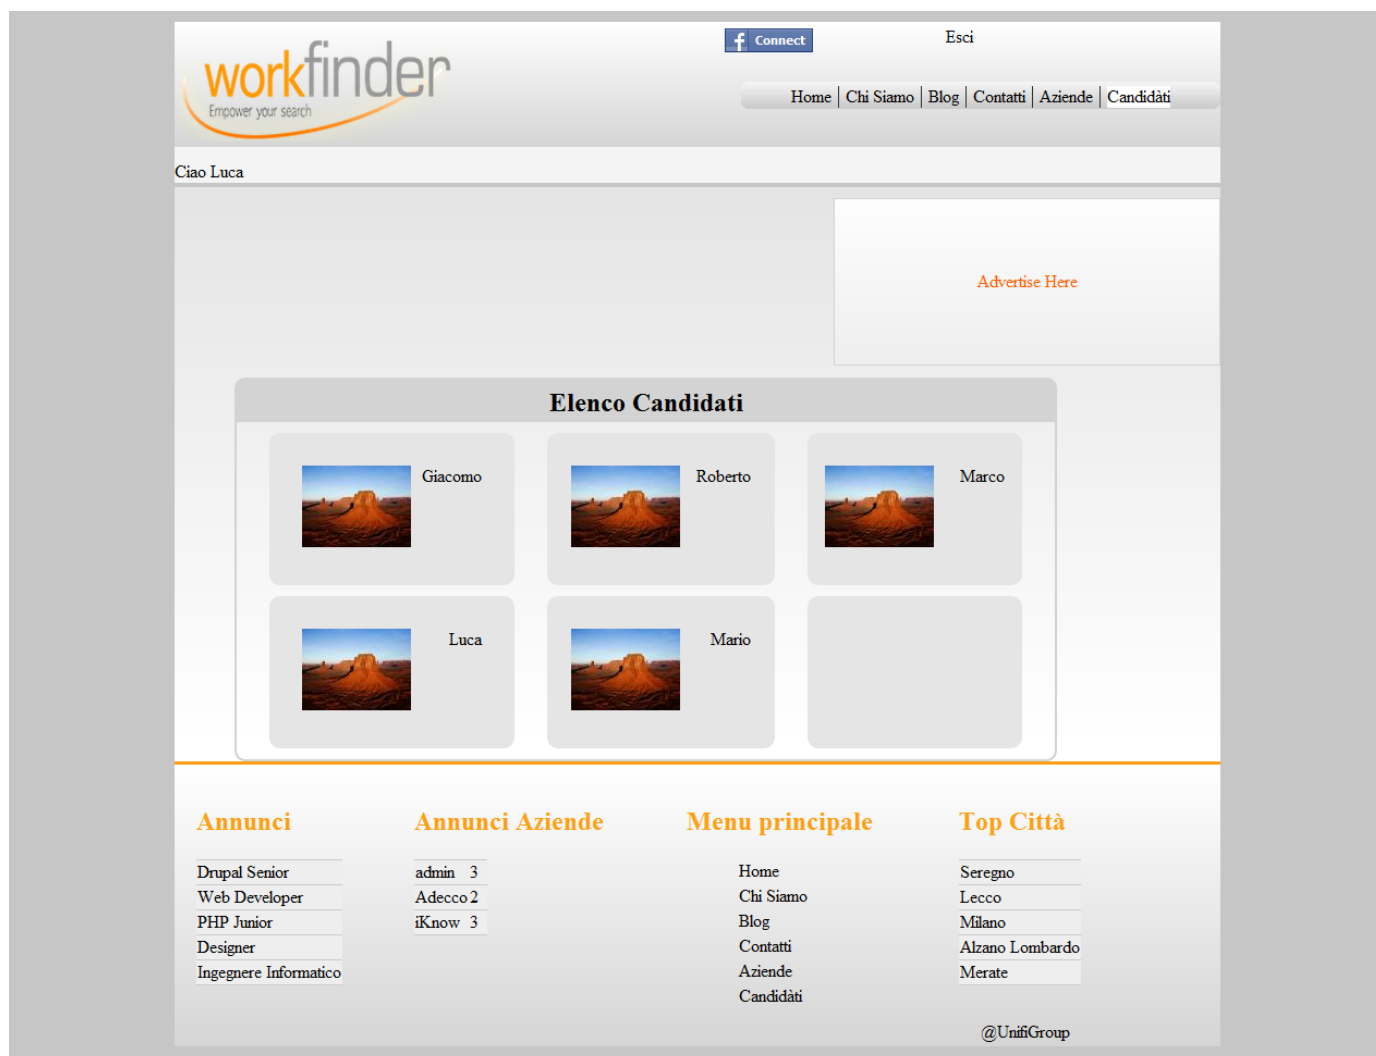 workfinder
Empower your search
f Connect
Esci
Home | Chi Siamo | Blog | Contatti | Aziende | Candidàti
Ciao Luca
Advertise Here
Elenco Candidati
Giacomo
Roberto
Marco
Luca
Mario
Annunci
Drupal Senior
Web Developer
PHP Junior
Designer
Ingegnere Informatico
Annunci Aziende
admin 3
Adecco 2
iKnow 3
Menu principale
Home
Chi Siamo
Blog
Contatti
Aziende
Candidàti
Top Città
Seregno
Lecco
Milano
Alzano Lombardo
Merate
@UnifiGroup